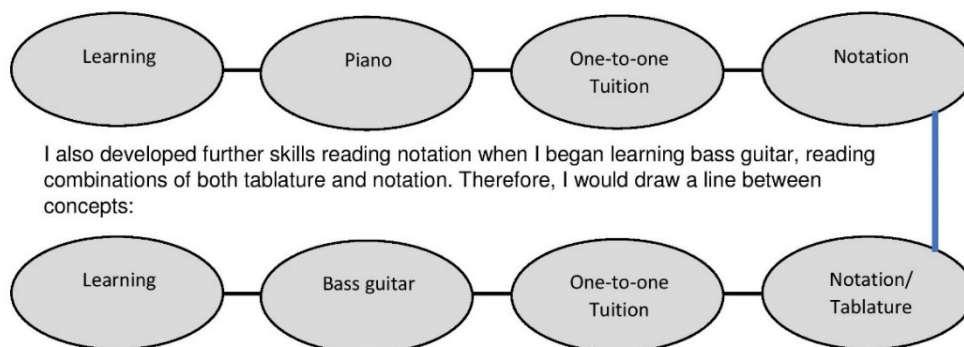 Learning
Piano
One-to-one
Tuition
Notation
I also developed further skills reading notation when I began learning bass guitar, reading
combinations of both tablature and notation. Therefore, I would draw a line between
concepts:
Learning
Bass guitar
One-to-one
Tuition
Notation/
Tablature